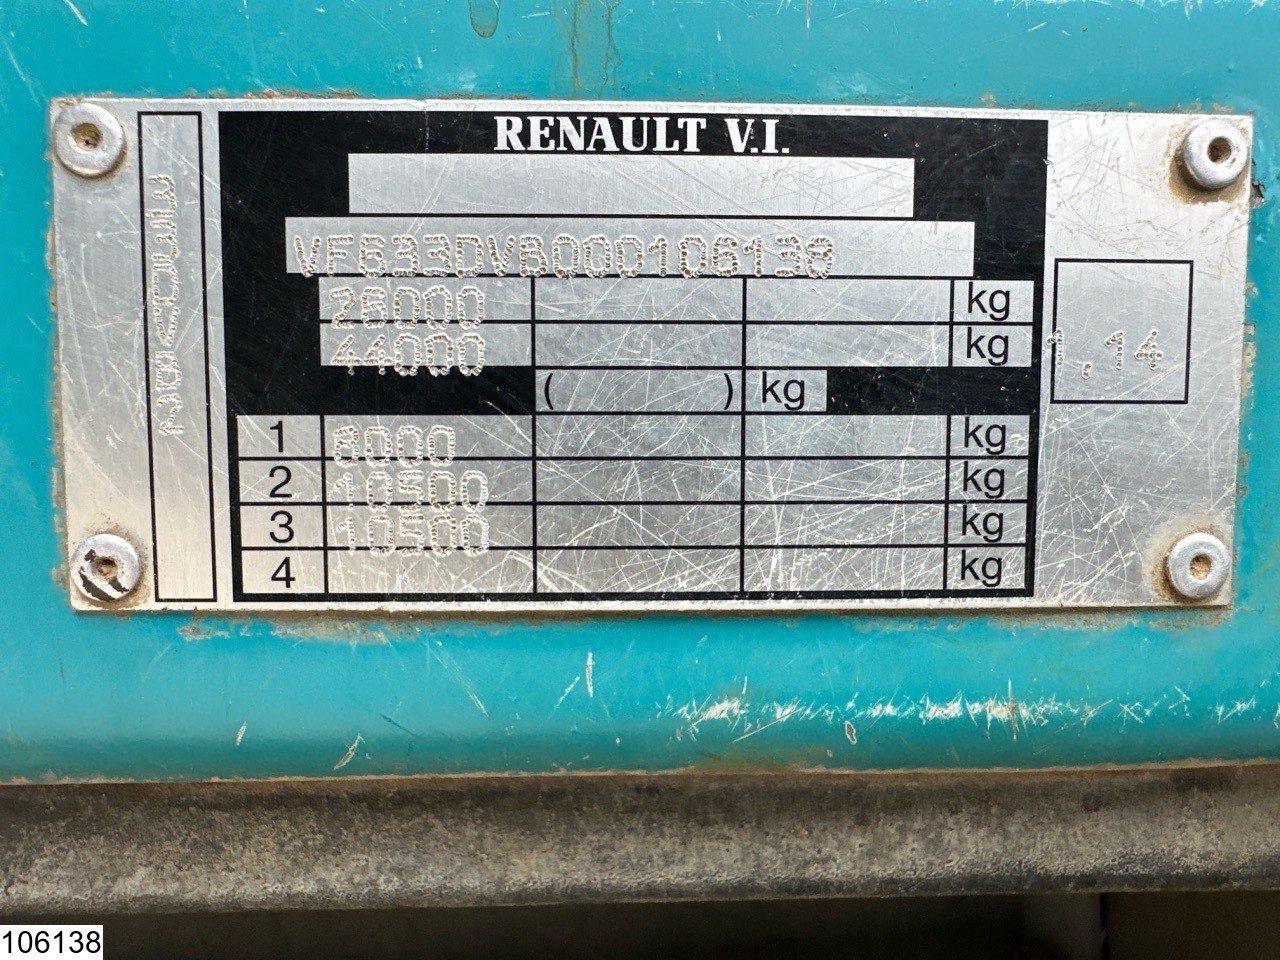 RENAULT V.I.
VF633DVB000106138
26000 kg
44000 kg
( ) kg
1 8000 kg
2 10500 kg
3 10500 kg
4 kg
1,14
106138